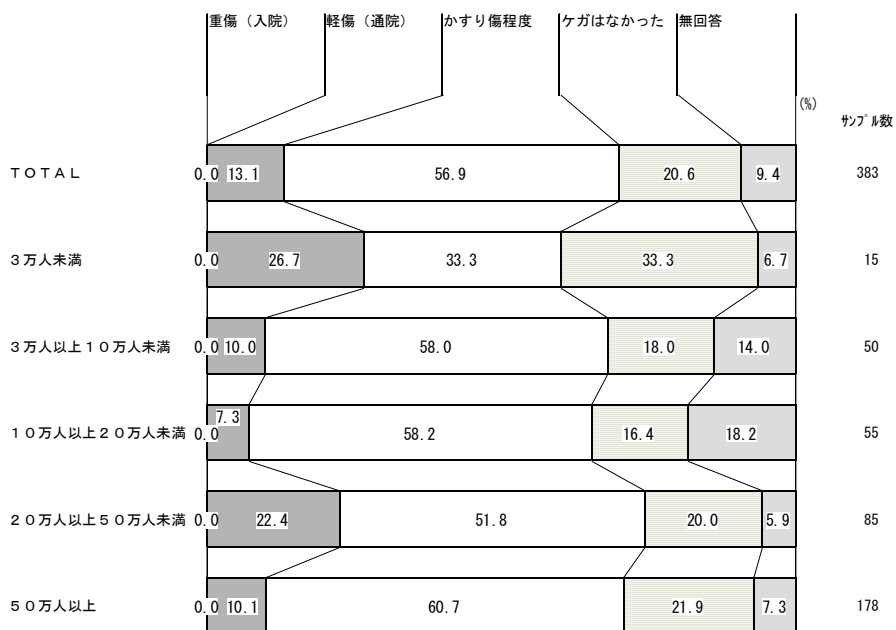 重傷（入院） 軽傷（通院） かすり傷程度 ケガはなかった 無回答
(%)
ｻﾝﾌﾟﾙ数
ＴＯＴＡＬ 0.0 13.1 56.9 20.6 9.4 383
３万人未満 0.0 26.7 33.3 33.3 6.7 15
３万人以上１０万人未満 0.0 10.0 58.0 18.0 14.0 50
１０万人以上２０万人未満 0.0 7.3 58.2 16.4 18.2 55
２０万人以上５０万人未満 0.0 22.4 51.8 20.0 5.9 85
５０万人以上 0.0 10.1 60.7 21.9 7.3 178